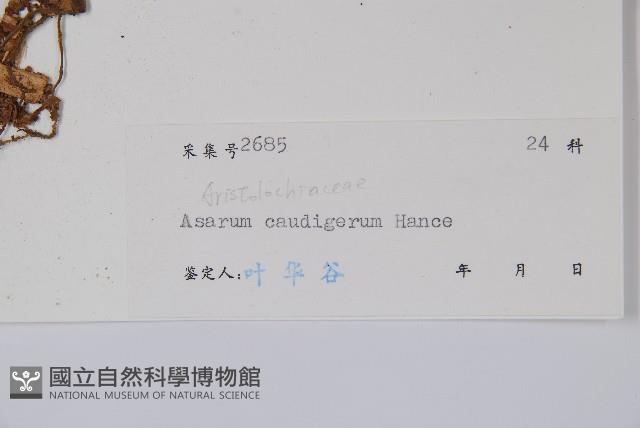 采集号2685 24 科
Aristolochiaceae
Asarum caudigerum Hance
鉴定人:叶华谷 年 月 日
國立自然科學博物館
NATIONAL MUSEUM OF NATURAL SCIENCE